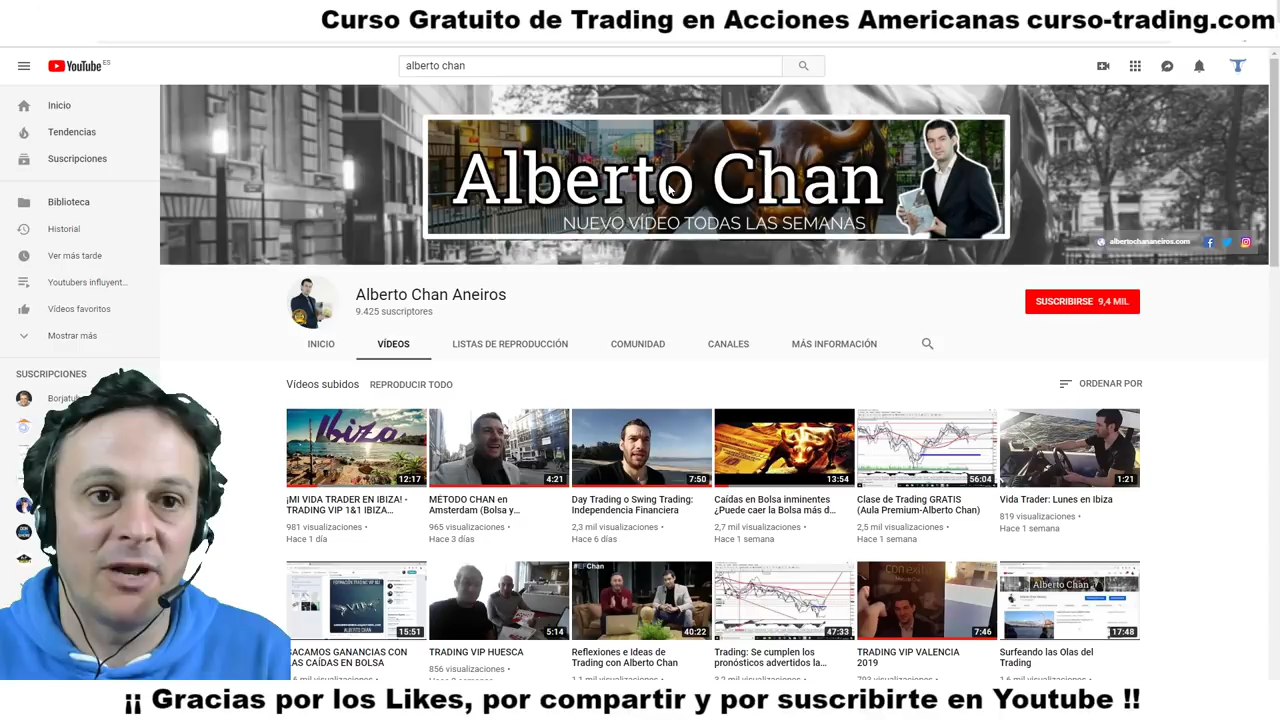 Curso Gratuito de Trading en Acciones Americanas curso-trading.com
YouTube ES
alberto chan
Inicio
Tendencias
Suscripciones
Biblioteca
Historial
Ver más tarde
Youtubers influyent...
Vídeos favoritos
Mostrar más
SUSCRIPCIONES
Alberto Chan
NUEVO VÍDEO TODAS LAS SEMANAS
albertochananeiros.com
Alberto Chan Aneiros
9.425 suscriptores
SUSCRIBIRSE 9,4 MIL
INICIO VÍDEOS LISTAS DE REPRODUCCIÓN COMUNIDAD CANALES MÁS INFORMACIÓN
Vídeos subidos REPRODUCIR TODO ORDENAR POR
Ibiza
12:17 4:21 7:50 13:54 56:04 1:21
¡MI VIDA TRADER EN IBIZA! -
TRADING VIP 1&1 IBIZA...
981 visualizaciones •
Hace 1 día
METODO CHAN en
Amsterdam (Bolsa y...
965 visualizaciones •
Hace 3 días
Day Trading o Swing Trading:
Independencia Financiera
2,3 mil visualizaciones •
Hace 6 días
Caídas en Bolsa inminentes
¿Puede caer la Bolsa más d...
2,7 mil visualizaciones •
Hace 1 semana
Clase de Trading GRATIS
(Aula Premium-Alberto Chan)
2,5 mil visualizaciones •
Hace 1 semana
Vida Trader: Lunes en Ibiza
819 visualizaciones •
Hace 1 semana
#EFChan
Alberto Chan
15:51 5:14 40:22 47:33 7:46 17:48
SACAMOS GANANCIAS CON
LAS CAÍDAS EN BOLSA
TRADING VIP HUESCA
856 visualizaciones •
Reflexiones e Ideas de
Trading con Alberto Chan
Trading: Se cumplen los
pronósticos advertidos la...
TRADING VIP VALENCIA
2019
Surfeando las Olas del
Trading
¡¡ Gracias por los Likes, por compartir y por suscribirte en Youtube !!